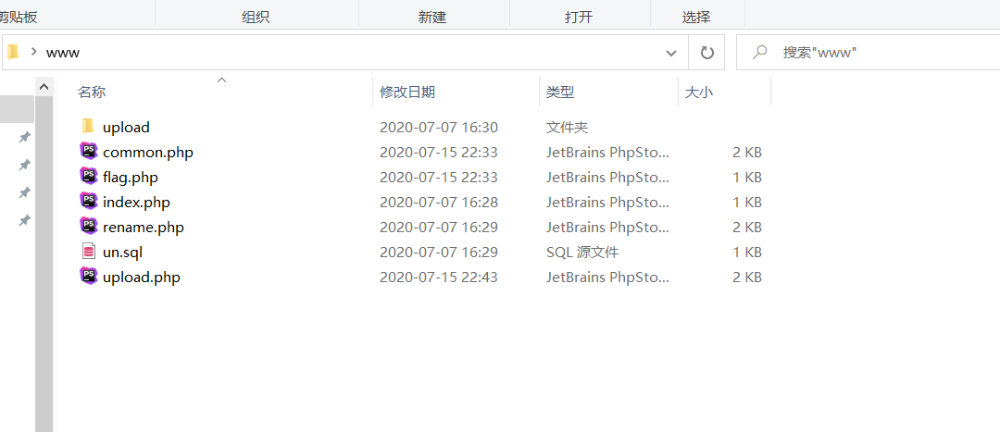 剪贴板 组织 新建 打开 选择
www 搜索"www"
名称 修改日期 类型 大小
upload 2020-07-07 16:30 文件夹
common.php 2020-07-15 22:33 JetBrains PhpSto... 2 KB
flag.php 2020-07-15 22:33 JetBrains PhpSto... 1 KB
index.php 2020-07-07 16:28 JetBrains PhpSto... 1 KB
rename.php 2020-07-07 16:29 JetBrains PhpSto... 2 KB
un.sql 2020-07-07 16:29 SQL 源文件 1 KB
upload.php 2020-07-15 22:43 JetBrains PhpSto... 2 KB